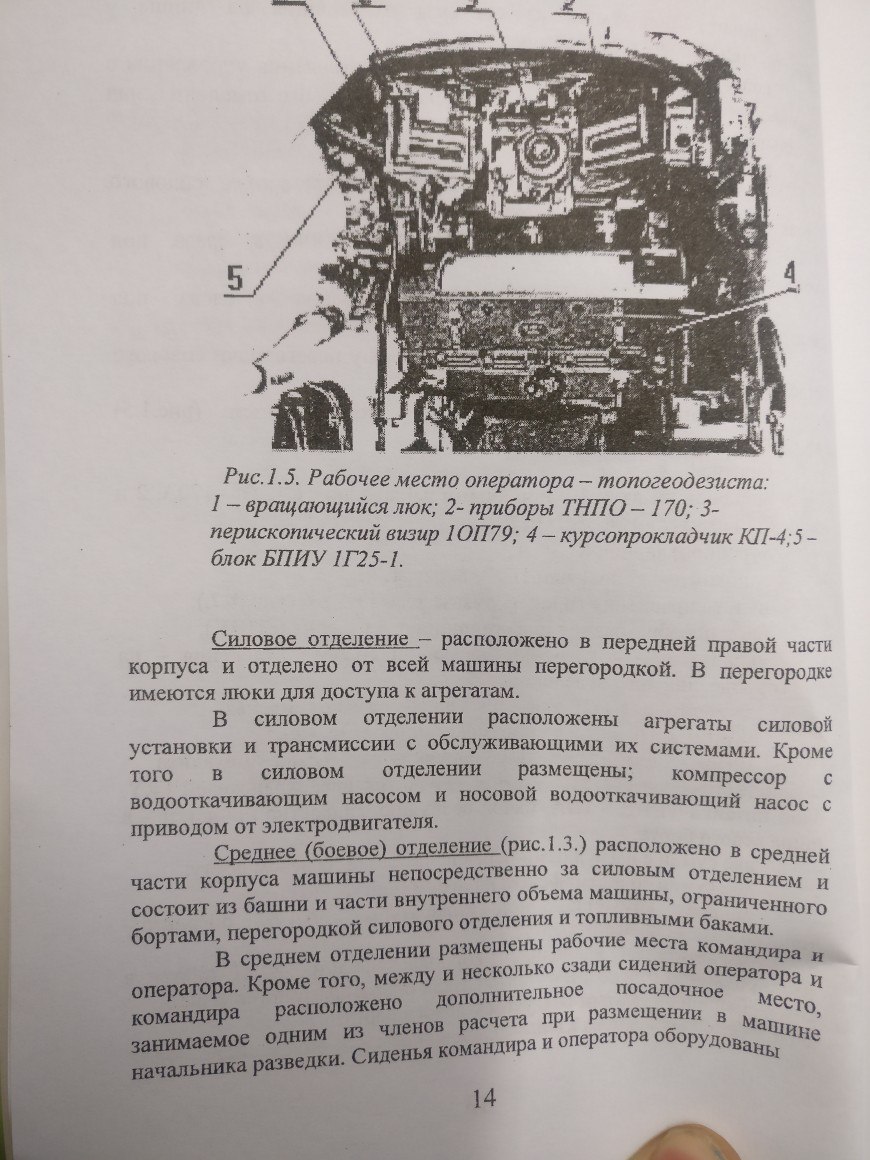 5
4
Рис.1.5. Рабочее место оператора – топогеодезиста:
1 – вращающийся люк; 2- приборы ТНПО – 170; 3-
перископический визир 1ОП79; 4 – курсопрокладчик КП-4;5 –
блок БПИУ 1Г25-1.
Силовое отделение – расположено в передней правой части
корпуса и отделено от всей машины перегородкой. В перегородке
имеются люки для доступа к агрегатам.
В силовом отделении расположены агрегаты силовой
установки и трансмиссии с обслуживающими их системами. Кроме
того в силовом отделении размещены; компрессор с
водооткачивающим насосом и носовой водооткачивающий насос с
приводом от электродвигателя.
Среднее (боевое) отделение (рис.1.3.) расположено в средней
части корпуса машины непосредственно за силовым отделением и
состоит из башни и части внутреннего объема машины, ограниченного
бортами, перегородкой силового отделения и топливными баками.
В среднем отделении размещены рабочие места командира и
оператора. Кроме того, между и несколько сзади сидений оператора и
командира расположено дополнительное посадочное место,
занимаемое одним из членов расчета при размещении в машине
начальника разведки. Сиденья командира и оператора оборудованы
14